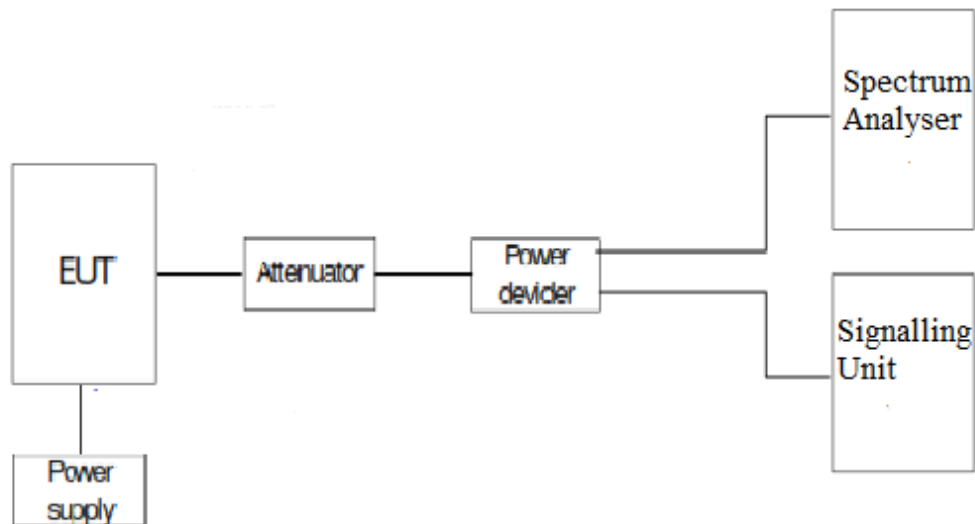 Spectrum
Analyser
EUT
Attenuator
Power
devider
Signalling
Unit
Power
supply